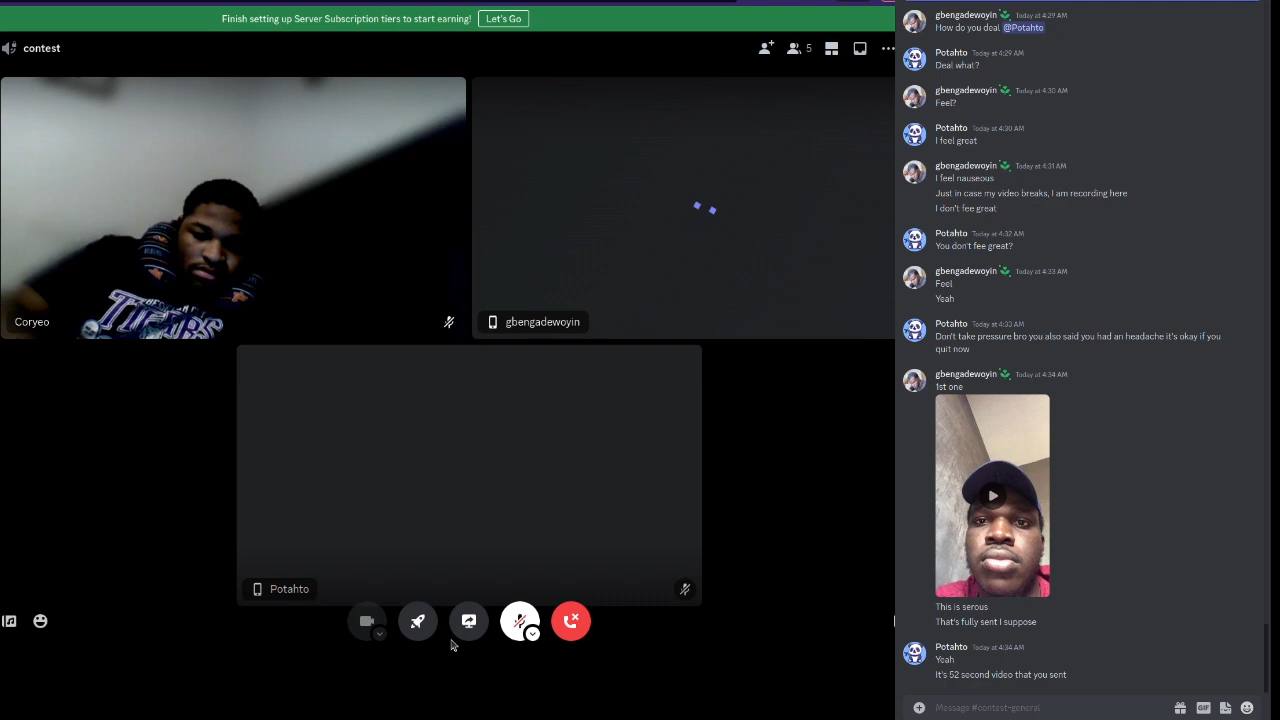 Finish setting up Server Subscription tiers to start earning!
Let's Go
contest
5
TIGERS
Coryeo
gbengadewoyin
Potahto
gbengadewoyin Today at 4:29 AM
How do you deal @Potahto
Potahto Today at 4:29 AM
Deal what?
gbengadewoyin Today at 4:30 AM
Feel?
Potahto Today at 4:30 AM
I feel great
gbengadewoyin Today at 4:31 AM
I feel nauseous
Just in case my video breaks, I am recording here
I don't fee great
Potahto Today at 4:32 AM
You don't fee great?
gbengadewoyin Today at 4:33 AM
Feel
Yeah
Potahto Today at 4:33 AM
Don't take pressure bro you also said you had an headache it's okay if you
quit now
gbengadewoyin Today at 4:34 AM
1st one
This is serous
That's fully sent I suppose
Potahto Today at 4:34 AM
Yeah
It's 52 second video that you sent
Message #contest-general
GIF